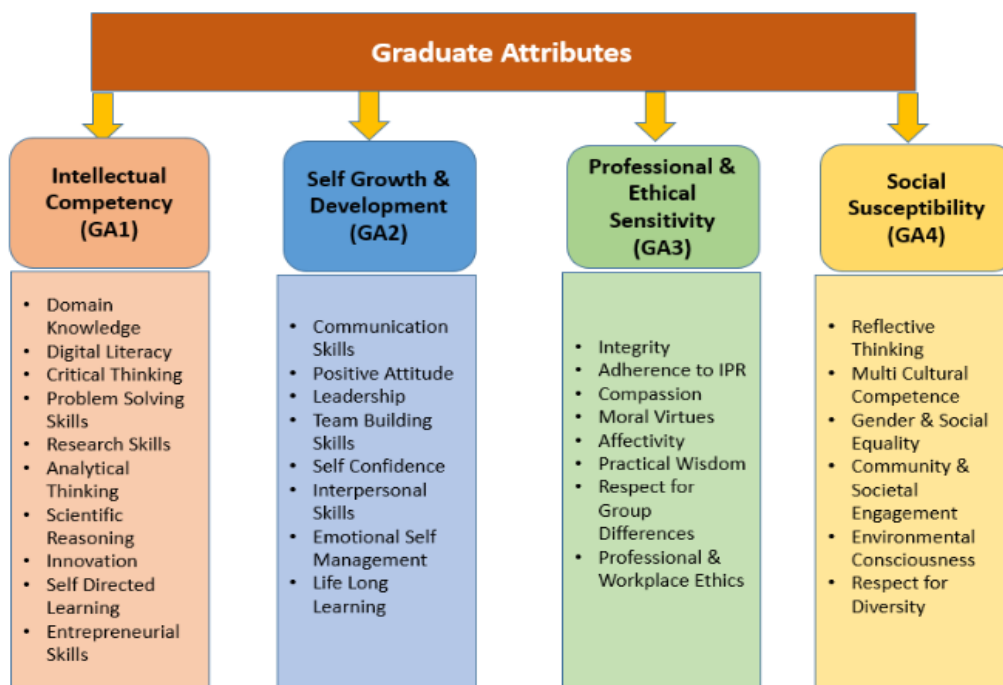 Graduate Attributes
Intellectual
Competency
(GA1)
• Domain
Knowledge
• Digital Literacy
• Critical Thinking
• Problem Solving
Skills
• Research Skills
• Analytical
Thinking
• Scientific
Reasoning
• Innovation
• Self Directed
Learning
• Entrepreneurial
Skills
Self Growth &
Development
(GA2)
• Communication
Skills
• Positive Attitude
• Leadership
• Team Building
Skills
• Self Confidence
• Interpersonal
Skills
• Emotional Self
Management
• Life Long
Learning
Professional &
Ethical
Sensitivity
(GA3)
• Integrity
• Adherence to IPR
• Compassion
• Moral Virtues
• Affectivity
• Practical Wisdom
• Respect for
Group
Differences
• Professional &
Workplace Ethics
Social
Susceptibility
(GA4)
• Reflective
Thinking
• Multi Cultural
Competence
• Gender & Social
Equality
• Community &
Societal
Engagement
• Environmental
Consciousness
• Respect for
Diversity